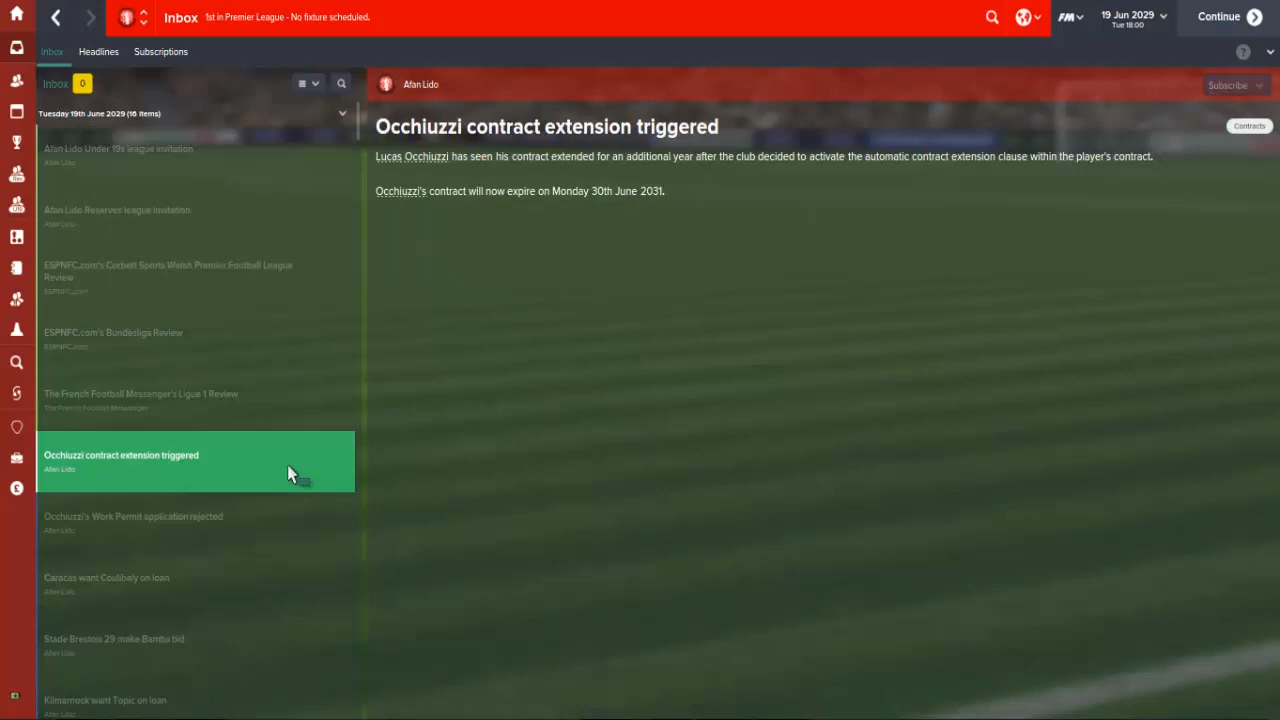 Inbox
1st in Premier League - No fixture scheduled.
FM
19 Jun 2029
Tue 18:00
Continue
Inbox
Headlines
Subscriptions
?
Inbox 0
Afan Lido
Subscribe
Tuesday 19th June 2029 (16 Items)
Occhiuzzi contract extension triggered
Contracts
Lucas Occhiuzzi has seen his contract extended for an additional year after the club decided to activate the automatic contract extension clause within the player's contract.
Occhiuzzi's contract will now expire on Monday 30th June 2031.
Afan Lido Under 19s league invitation
Afan Lido
Afan Lido Reserves league invitation
Afan Lido
ESPNFC.com's Corbett Sports Welsh Premier Football League
Review
ESPNFC.com
ESPNFC.com's Bundesliga Review
ESPNFC.com
The French Football Messenger's Ligue 1 Review
The French Football Messenger
Occhiuzzi contract extension triggered
Afan Lido
Occhiuzzi's Work Permit application rejected
Afan Lido
Caracas want Coulibaly on loan
Afan Lido
Stade Brestois 29 make Bamba bid
Afan Lido
Kilmarnock want Topic on loan
Afan Lido